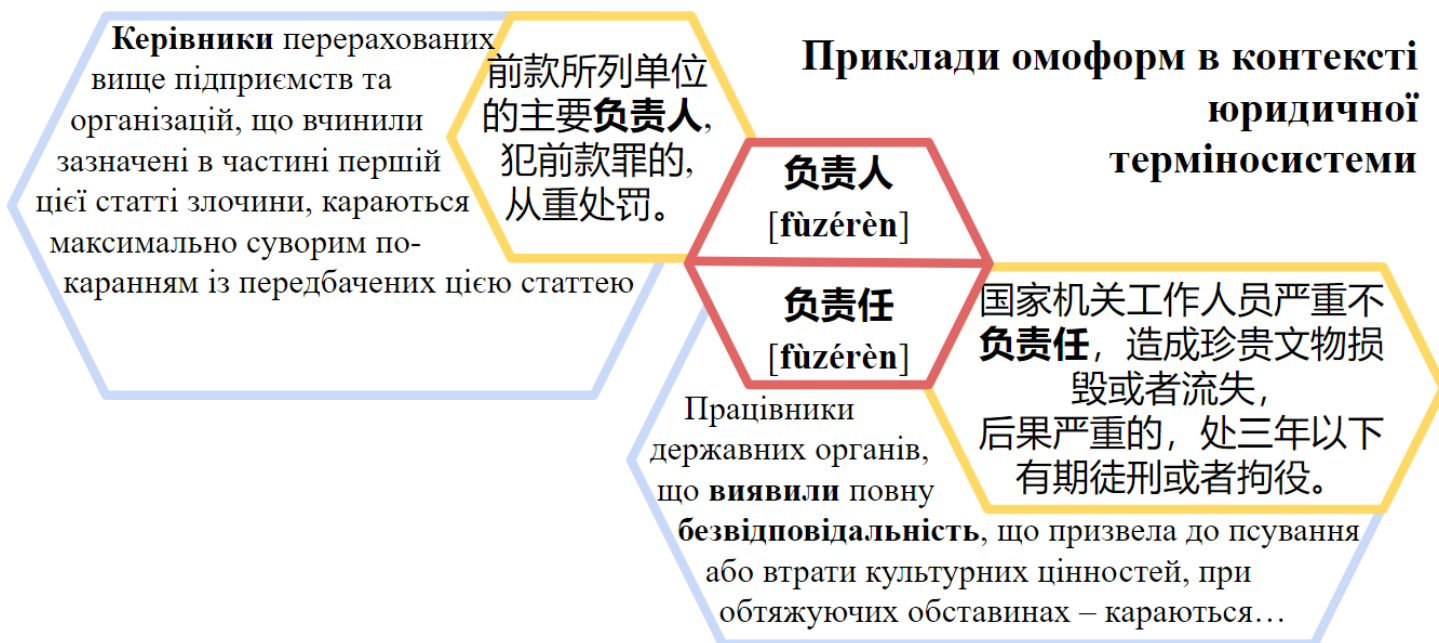 Приклади омоформ в контексті
юридичної
терміносистеми
Керівники перерахованих
вище підприємств та
організацій, що вчинили
зазначені в частині першій
цієї статті злочини, караються
максимально суворим по-
каранням із передбачених цією статтею
前款所列单位
的主要负责人,
犯前款罪的,
从重处罚。
负责人
[fùzérèn]
负责任
[fùzérèn]
国家机关工作人员严重不
负责任，造成珍贵文物损
毁或者流失，
后果严重的，处三年以下
有期徒刑或者拘役。
Працівники
державних органів,
що виявили повну
безвідповідальність, що призвела до псування
або втрати культурних цінностей, при
обтяжуючих обставинах – караються…